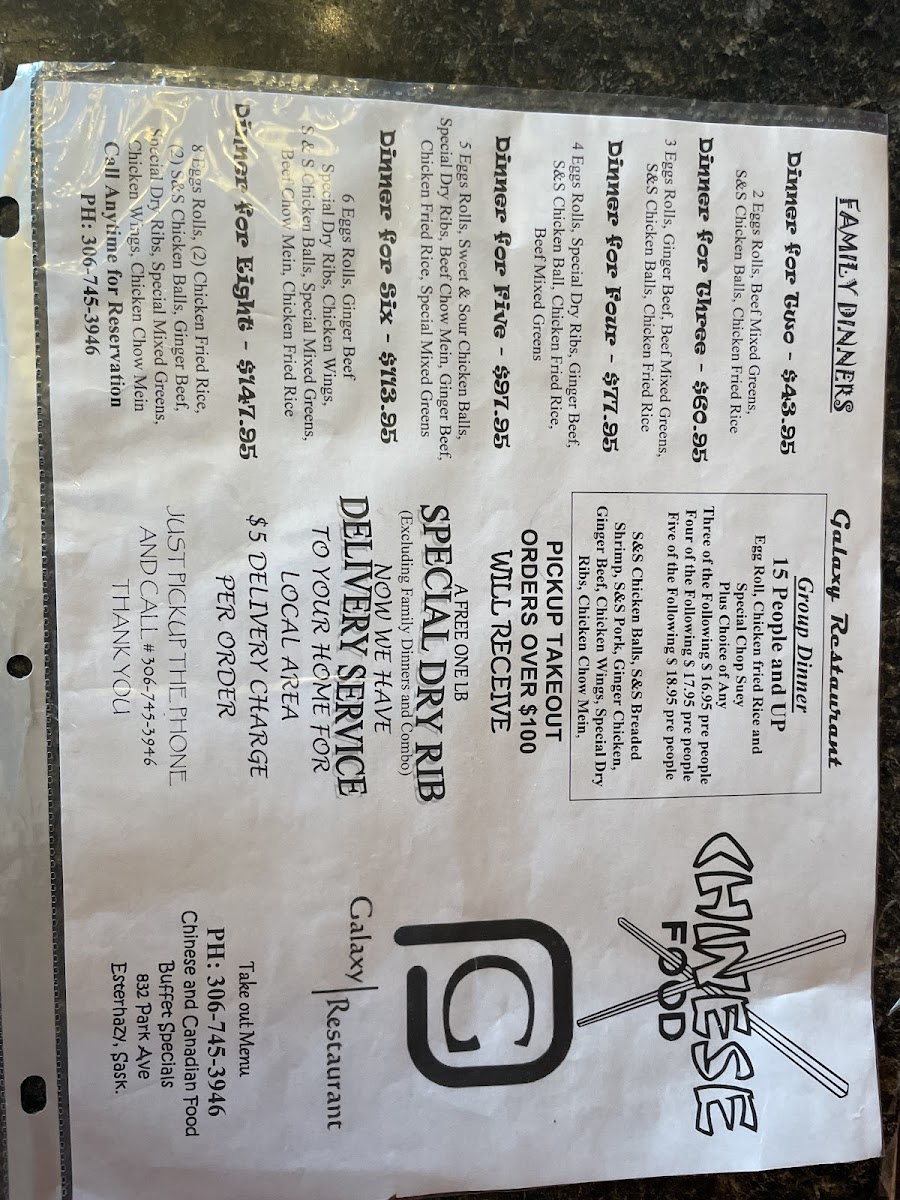 FAMILY DINNERS
Dinner for Two - $43.95
2 Eggs Rolls, Beef Mixed Greens,
S&S Chicken Balls, Chicken Fried Rice
Dinner for Three - $60.95
3 Eggs Rolls, Ginger Beef, Beef Mixed Greens,
S&S Chicken Balls, Chicken Fried Rice
Dinner for Four - $77.95
4 Eggs Rolls, Special Dry Ribs, Ginger Beef,
S&S Chicken Ball, Chicken Fried Rice,
Beef Mixed Greens
Dinner for Five - $97.95
5 Eggs Rolls, Sweet & Sour Chicken Balls,
Special Dry Ribs, Beef Chow Mein, Ginger Beef,
Chicken Fried Rice, Special Mixed Greens
Dinner for Six - $113.95
6 Eggs Rolls, Ginger Beef
Special Dry Ribs, Chicken Wings,
S & S Chicken Balls, Special Mixed Greens,
Beef Chow Mein, Chicken Fried Rice
Dinner for Eight - $147.95
8 Eggs Rolls, (2) Chicken Fried Rice,
(2) S&S Chicken Balls, Ginger Beef,
Special Dry Ribs, Special Mixed Greens,
Chicken Wings, Chicken Chow Mein
Call Anytime for Reservation
PH: 306-745-3946
Galaxy Restaurant
Group Dinner
15 People and UP
Egg Roll, Chicken fried Rice and
Special Chop Suey
Plus Choice of Any
Three of the Following $ 16.95 pre people
Four of the Following $ 17.95 pre people
Five of the Following $ 18.95 pre people
S&S Chicken Balls, S&S Breaded
Shrimp, S&S Pork, Ginger Chicken,
Ginger Beef, Chicken Wings, Special Dry
Ribs, Chicken Chow Mein,
PICKUP TAKEOUT
ORDERS OVER $100
WILL RECEIVE
A FREE ONE LB
SPECIAL DRY RIB
(Excluding Family Dinners and Combo)
NOW WE HAVE
DELIVERY SERVICE
TO YOUR HOME FOR
LOCAL AREA
$5 DELIVERY CHARGE
PER ORDER
JUST PICKUP THE PHONE
AND CALL # 306-745-3946
THANK YOU
CHINESE
FOOD
G
Galaxy Restaurant
Take out Menu
PH: 306-745-3946
Chinese and Canadian Food
Buffet Specials
832 Park Ave
Esterhazy, Sask.